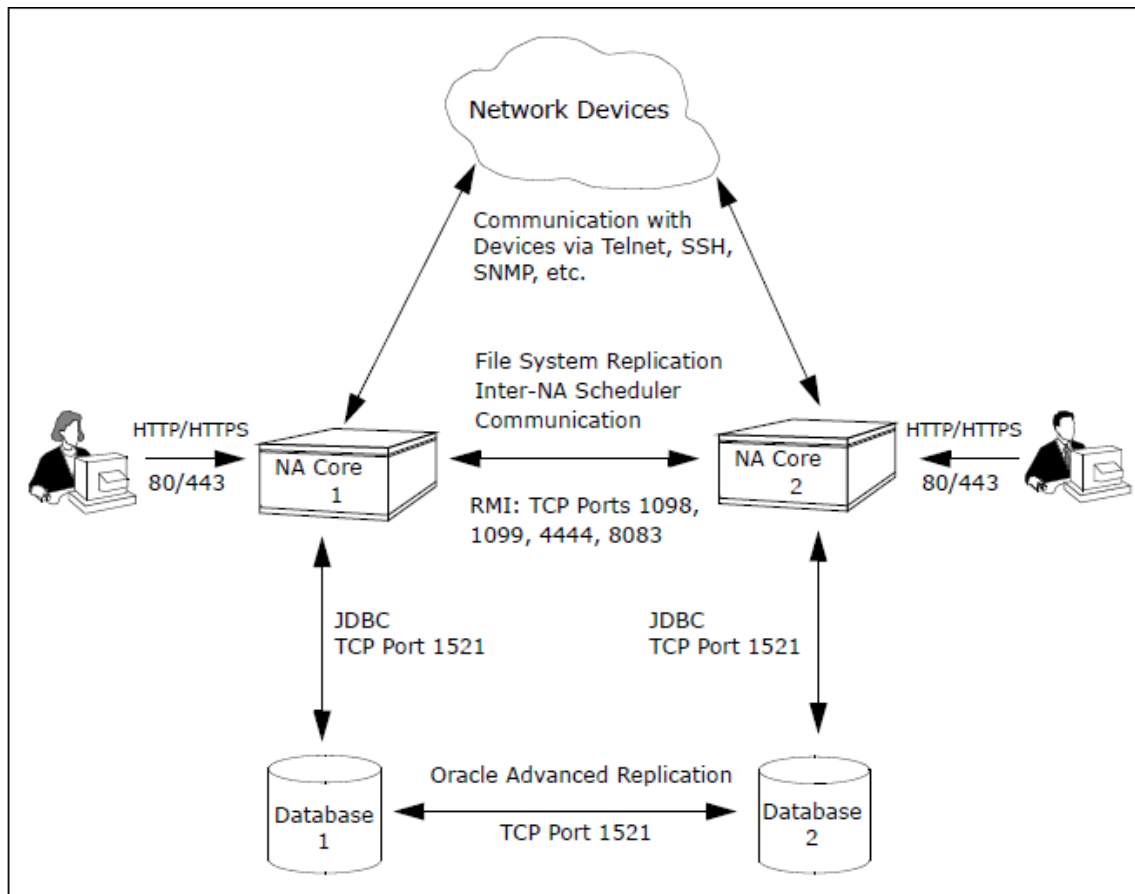 Network Devices
Communication with
Devices via Telnet, SSH,
SNMP, etc.
File System Replication
Inter-NA Scheduler
Communication
HTTP/HTTPS
80/443
NA Core
1
NA Core
2
HTTP/HTTPS
80/443
RMI: TCP Ports 1098,
1099, 4444, 8083
JDBC
TCP Port 1521
JDBC
TCP Port 1521
Oracle Advanced Replication
TCP Port 1521
Database
1
Database
2